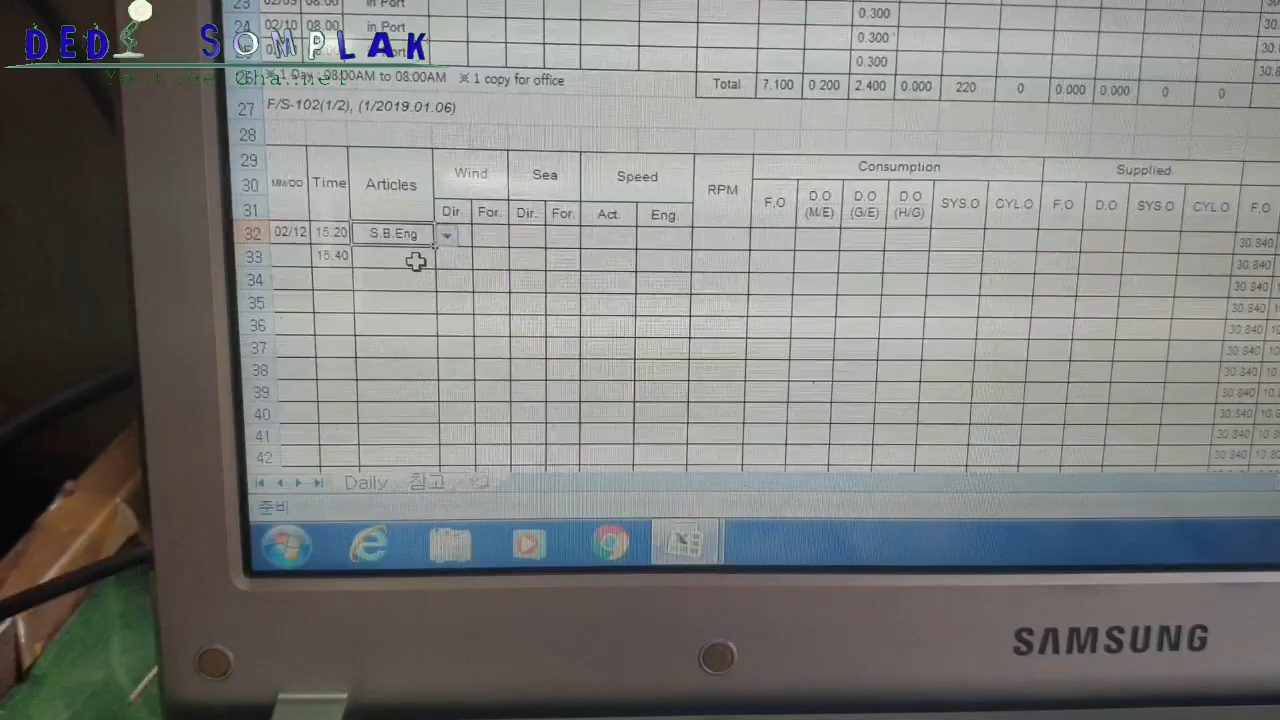 DEDI SOMPLAK
Youtube Channel
23 02/09 08.00 in Port
24 02/10 08.00 in Port 0.300
0.300
0.300
1 Day : 08:00AM to 08:00AM ※ 1 copy for office
Total 7.100 0.200 2.400 0.000 220 0 0.000 0.000 0 0
27 F/S-102(1/2), (1/2019.01.06)
28
29 Wind Sea Speed Consumption Supplied
30 MM/DD Time Articles RPM F.O D.O (M/E) D.O (G/E) D.O (H/G) SYS.O CYL.O F.O D.O SYS.O CYL.O F.O
31 Dir. For. Dir. For. Act. Eng.
32 02/12 15.20 S.B.Eng 30.840
33 15.40 30.840
34 30.840
35 30.840
36 30.840
37 30.840
38 30.840
39 30.840
40 30.840
41 30.840
42 30.840
Daily 참고
준비
SAMSUNG